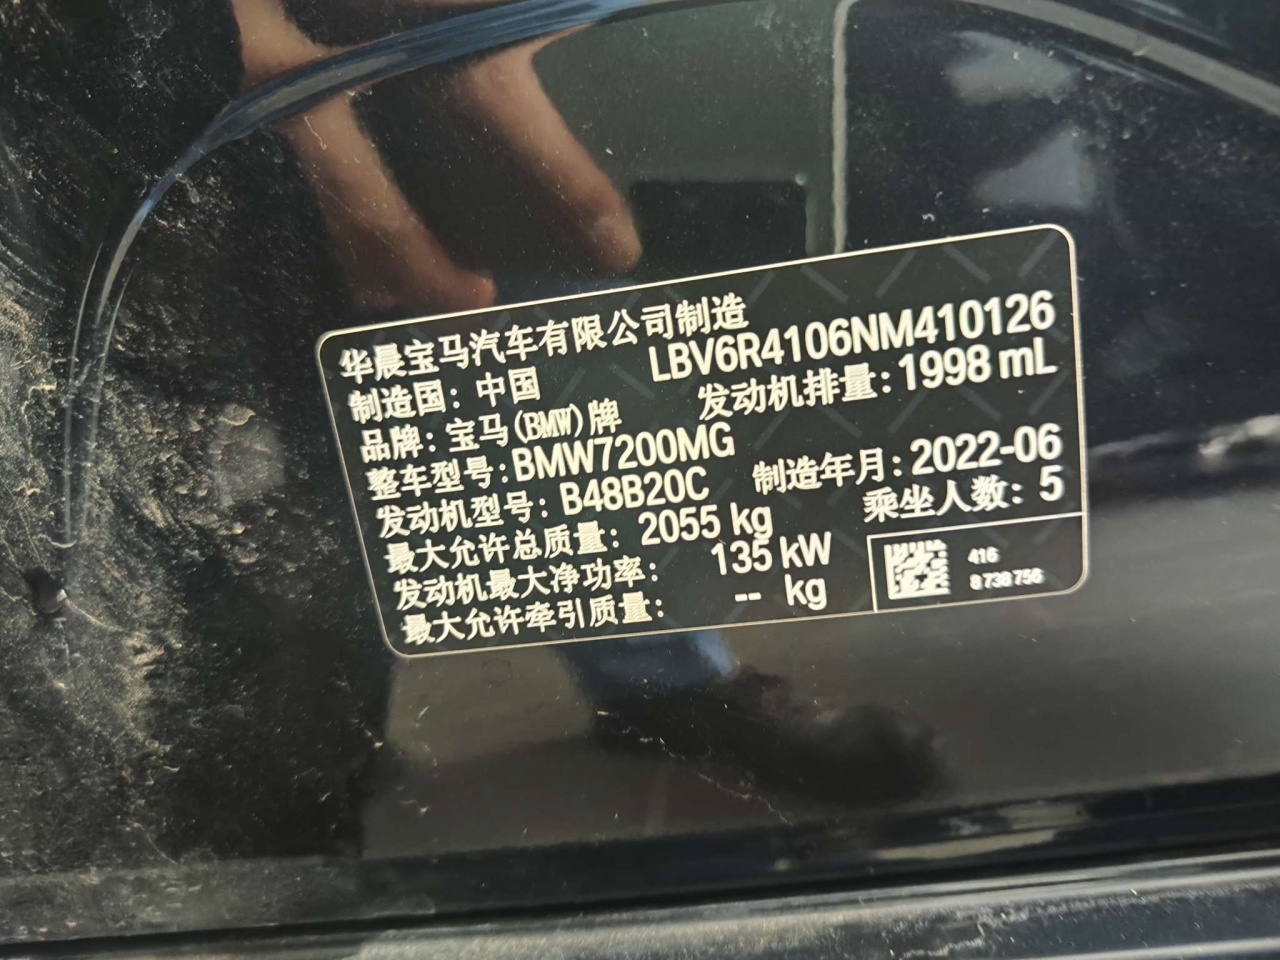 华晨宝马汽车有限公司制造
制造国：中国 LBV6R4106NM410126
品牌：宝马(BMW)牌 发动机排量：1998 mL
整车型号：BMW7200MG
发动机型号：B48B20C 制造年月：2022-06
最大允许总质量：2055 kg 乘坐人数：5
发动机最大净功率：135 kW
最大允许牵引质量：-- kg
416
8 738 756